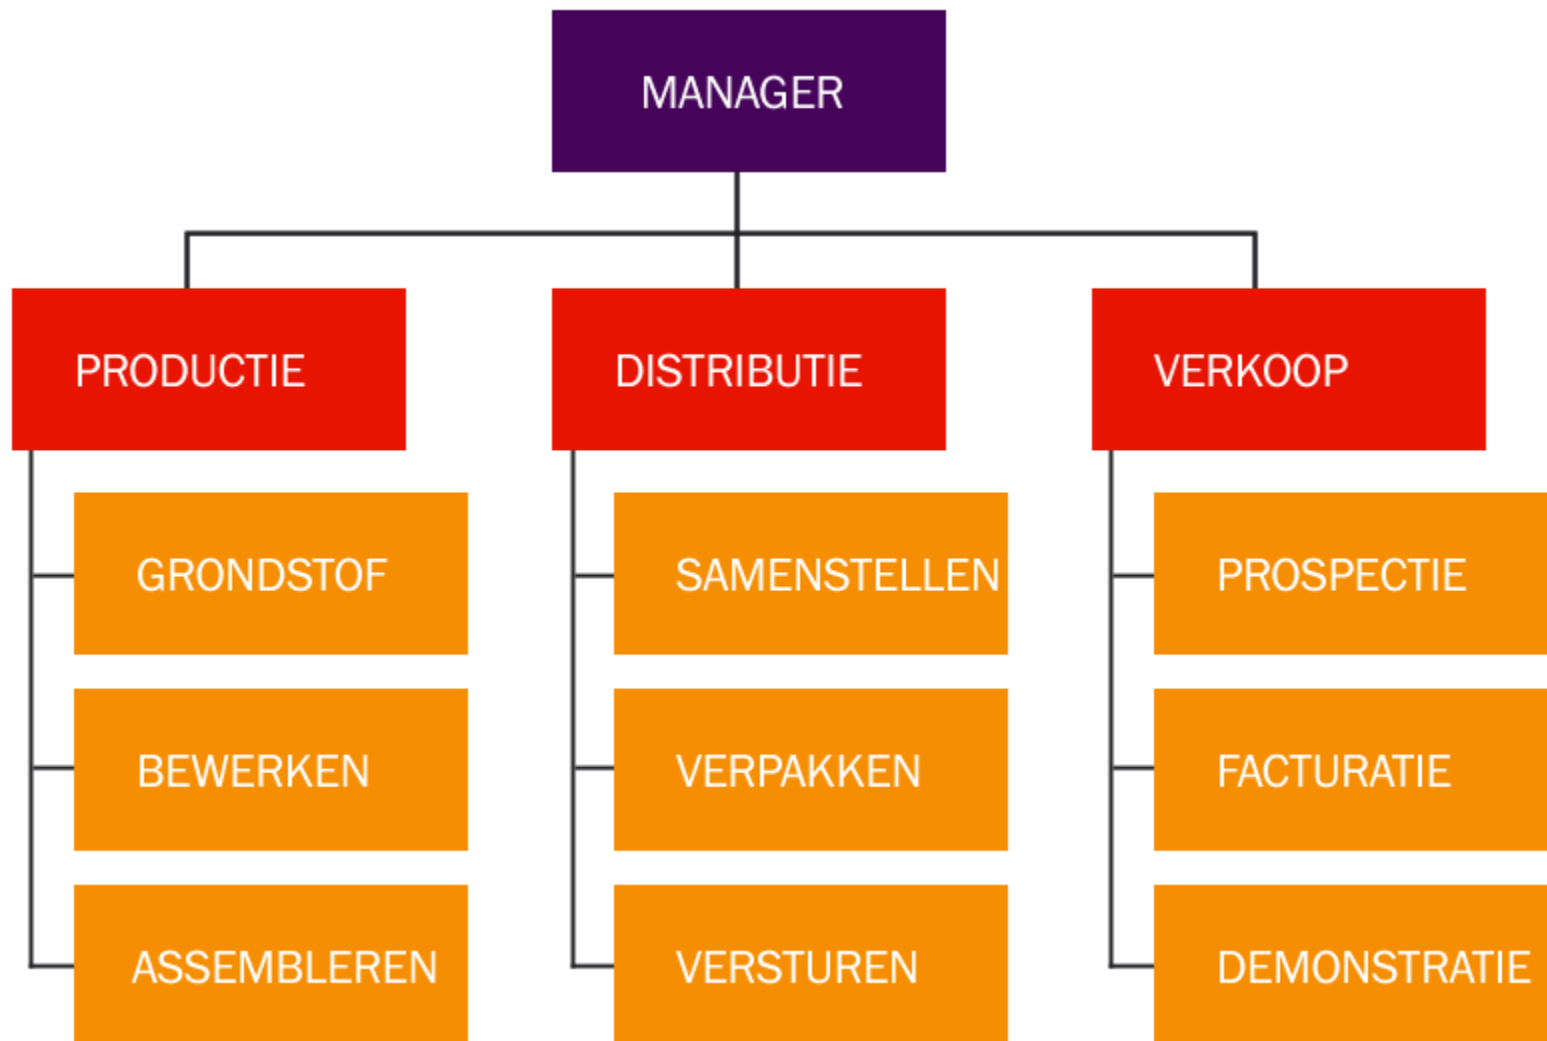 MANAGER
PRODUCTIE
DISTRIBUTIE
VERKOOP
GRONDSTOF
SAMENSTELLEN
PROSPECTIE
BEWERKEN
VERPAKKEN
FACTURATIE
ASSEMBLEREN
VERSTUREN
DEMONSTRATIE